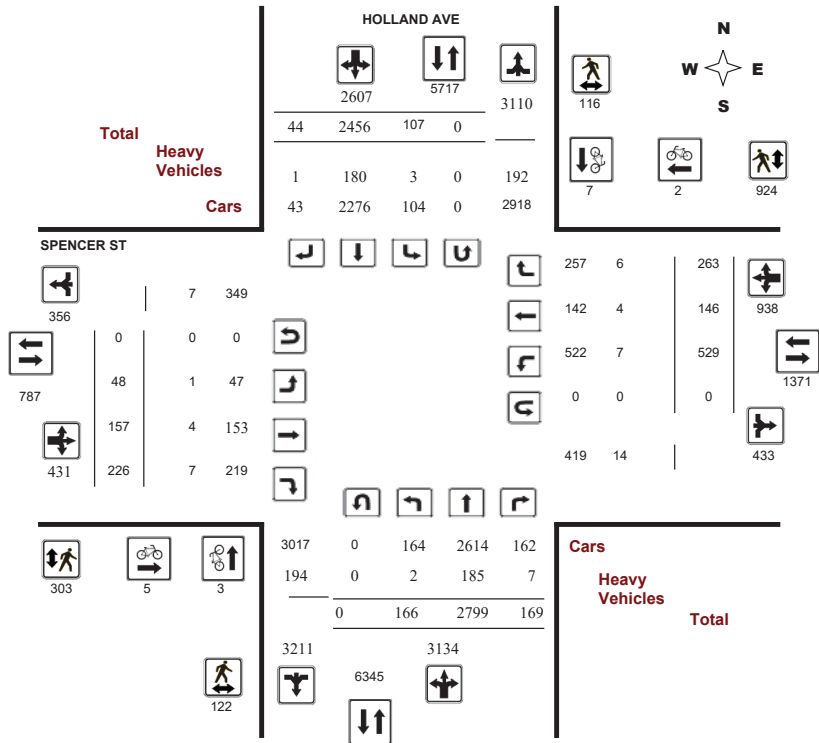 HOLLAND AVE
N
W E
S
2607
5717
3110
116
44 2456 107 0
Total
Heavy
Vehicles
1 180 3 0 192
7 2 924
Cars
43 2276 104 0 2918
SPENCER ST
257 6 263
7 349
356
142 4 146
938
0 0 0
522 7 529
48 1 47
787
1371
0 0 0
157 4 153
431
226 7 219
419 14
433
3017 0 164 2614 162
Cars
194 0 2 185 7
Heavy
Vehicles
303 5 3
0 166 2799 169
Total
3211
3134
6345
122